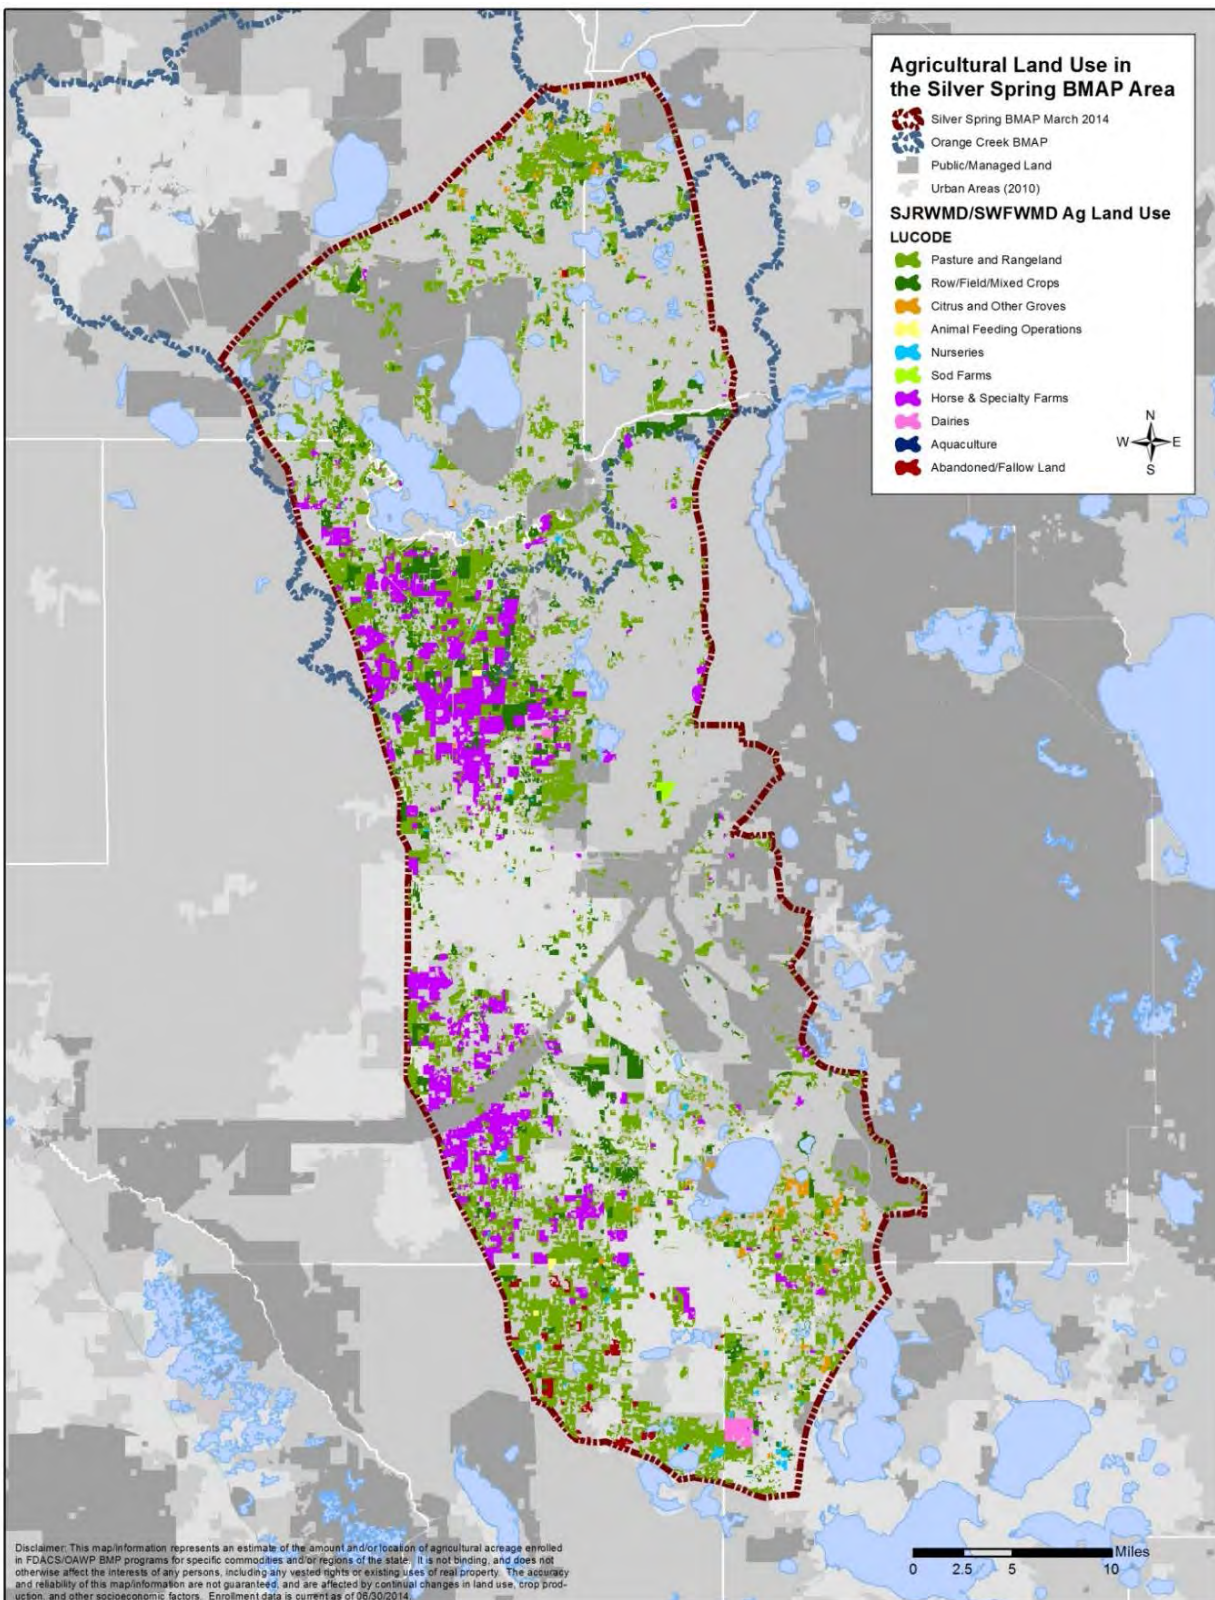 Agricultural Land Use in
the Silver Spring BMAP Area
Silver Spring BMAP March 2014
Orange Creek BMAP
Public/Managed Land
Urban Areas (2010)
SJRWMD/SWFWMD Ag Land Use
LUCODE
Pasture and Rangeland
Row/Field/Mixed Crops
Citrus and Other Groves
Animal Feeding Operations
Nurseries
Sod Farms
Horse & Specialty Farms
Dairies
Aquaculture
Abandoned/Fallow Land
N
W E
S
Disclaimer: This map/information represents an estimate of the amount and/or location of agricultural acreage enrolled
in FDACS/OAWP BMP programs for specific commodities and/or regions of the state. It is not binding, and does not
otherwise affect the interests of any persons, including any vested rights or existing uses of real property. The accuracy
and reliability of this map/information are not guaranteed, and are affected by continual changes in land use, crop prod-
uction, and other socioeconomic factors. Enrollment data is current as of 06/30/2014.
Miles
0 2.5 5 10